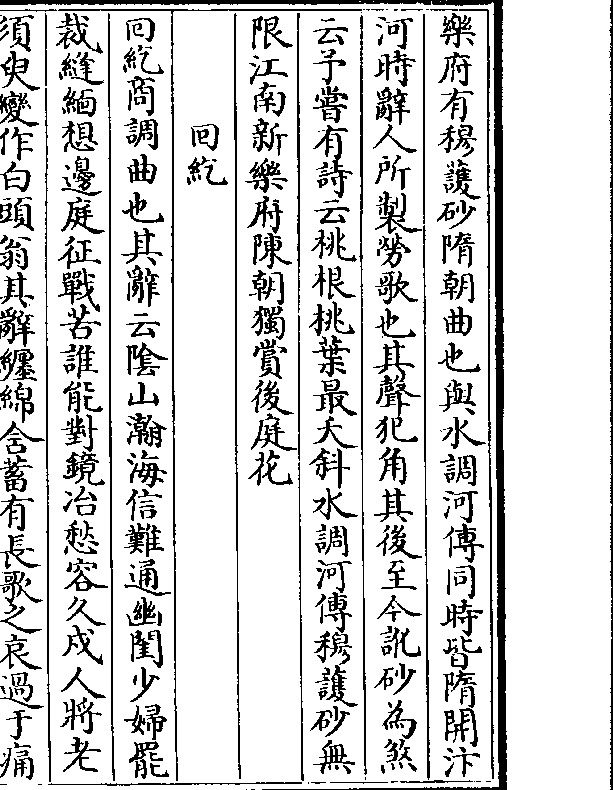 樂府有穆護砂隋朝曲也與水調河傳同時皆隋開汴
河時辭人所製勞歌也其聲犯角其後至今訛砂為煞
云予嘗有詩云桃根桃葉最夭斜水調河傳穆護砂無
限江南新樂府陳朝獨賞後庭花
回紇
回紇商調曲也其辭云陰山瀚海信難通幽閨少婦罷
裁縫緬想邊庭征戰苦誰能對鏡冶愁容久戍人將老
須臾變作白頭翁其辭纏綿含蓄有長歌之哀過于痛